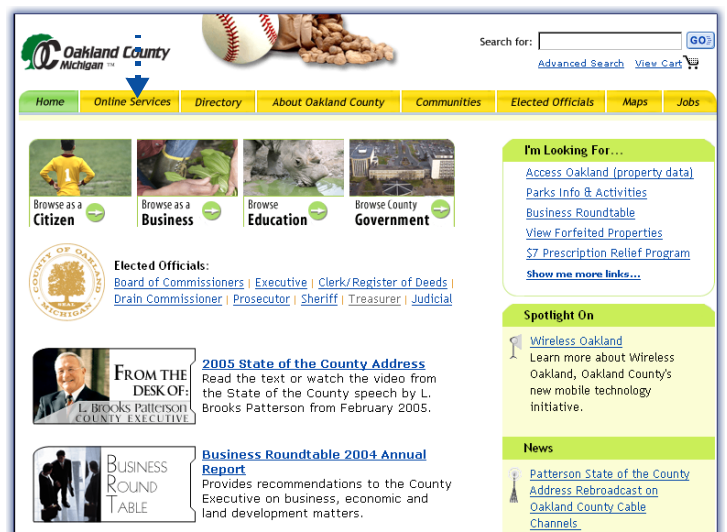 Oakland County
Michigan ™
Search for:
GO
Advanced Search View Cart
Home Online Services Directory About Oakland County Communities Elected Officials Maps Jobs
Browse as a
Citizen
Browse as a
Business
Browse
Education
Browse County
Government
I'm Looking For...
Access Oakland (property data)
Parks Info & Activities
Business Roundtable
View Forfeited Properties
$7 Prescription Relief Program
Show me more links...
COUNTY OF OAKLAND
SEAL
MICHIGAN
Elected Officials:
Board of Commissioners | Executive | Clerk/Register of Deeds |
Drain Commissioner | Prosecutor | Sheriff | Treasurer | Judicial
Spotlight On
Wireless Oakland
Learn more about Wireless
Oakland, Oakland County's
new mobile technology
initiative.
FROM THE
DESK OF:
L. Brooks Patterson
COUNTY EXECUTIVE
2005 State of the County Address
Read the text or watch the video from
the State of the County speech by L.
Brooks Patterson from February 2005.
BUSINESS
ROUND
TABLE
Business Roundtable 2004 Annual
Report
Provides recommendations to the County
Executive on business, economic and
land development matters.
News
Patterson State of the County
Address Rebroadcast on
Oakland County Cable
Channels